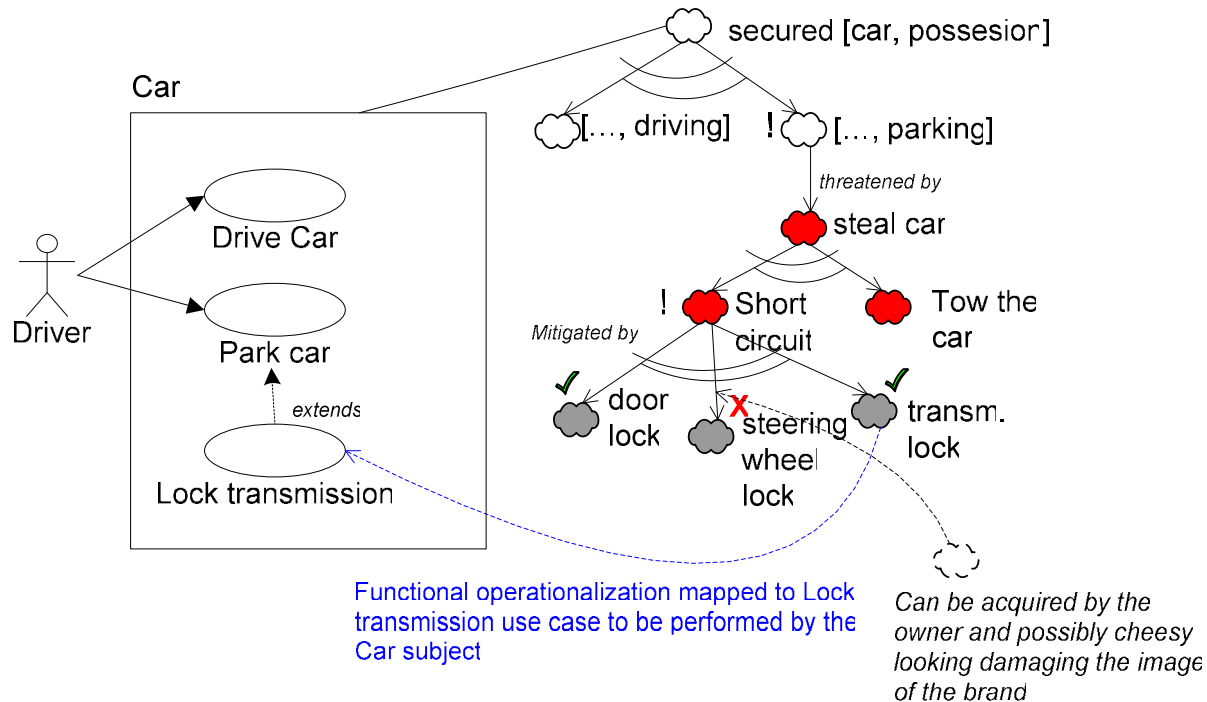 secured [car, possesion]
Car
[…, driving]
! […, parking]
threatened by
steal car
Drive Car
Driver
Park car
! Short
circuit
Tow the
car
Mitigated by
extends
door
lock
X steering
wheel
lock
transm.
lock
Lock transmission
Functional operationalization mapped to Lock
transmission use case to be performed by the
Car subject
Can be acquired by the
owner and possibly cheesy
looking damaging the image
of the brand